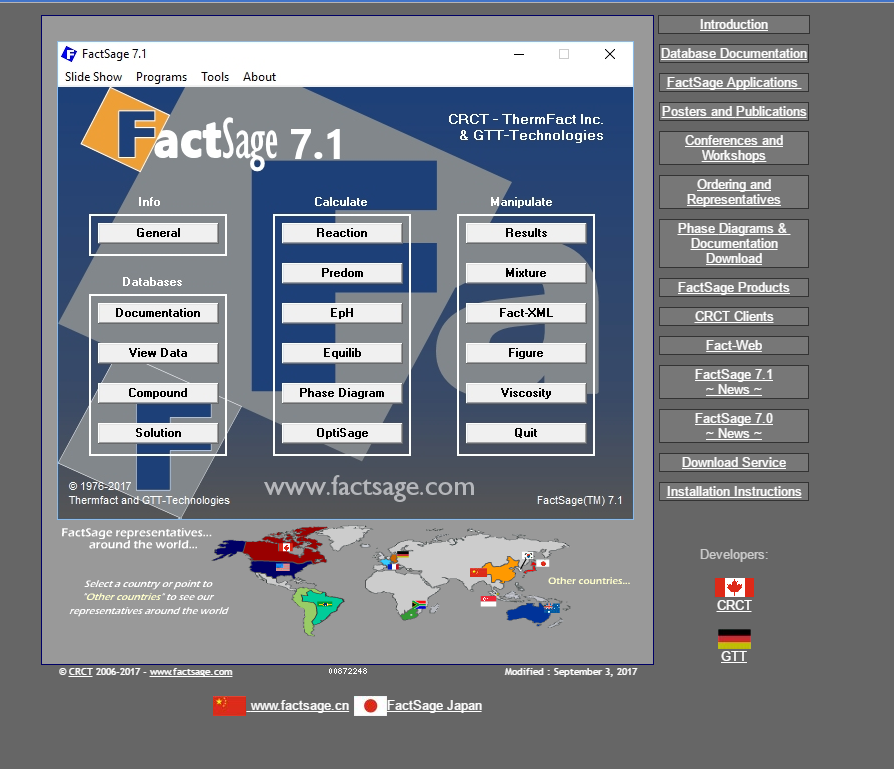 FactSage 7.1
Slide Show Programs Tools About
FactSage 7.1
CRCT - ThermFact Inc.
& GTT-Technologies
Info
General
Databases
Documentation
View Data
Compound
Solution
Calculate
Reaction
Predom
EpH
Equilib
Phase Diagram
OptiSage
Manipulate
Results
Mixture
Fact-XML
Figure
Viscosity
Quit
© 1976-2017
Thermfact and GTT-Technologies
www.factsage.com
FactSage(TM) 7.1
FactSage representatives...
around the world...
Select a country or point to
"Other countries" to see our
representatives around the world
Other countries...
© CRCT 2006-2017 - www.factsage.com
00872248
Modified : September 3, 2017
www.factsage.cn
FactSage Japan
Introduction
Database Documentation
FactSage Applications
Posters and Publications
Conferences and
Workshops
Ordering and
Representatives
Phase Diagrams &
Documentation
Download
FactSage Products
CRCT Clients
Fact-Web
FactSage 7.1
~ News ~
FactSage 7.0
~ News ~
Download Service
Installation Instructions
Developers:
CRCT
GTT